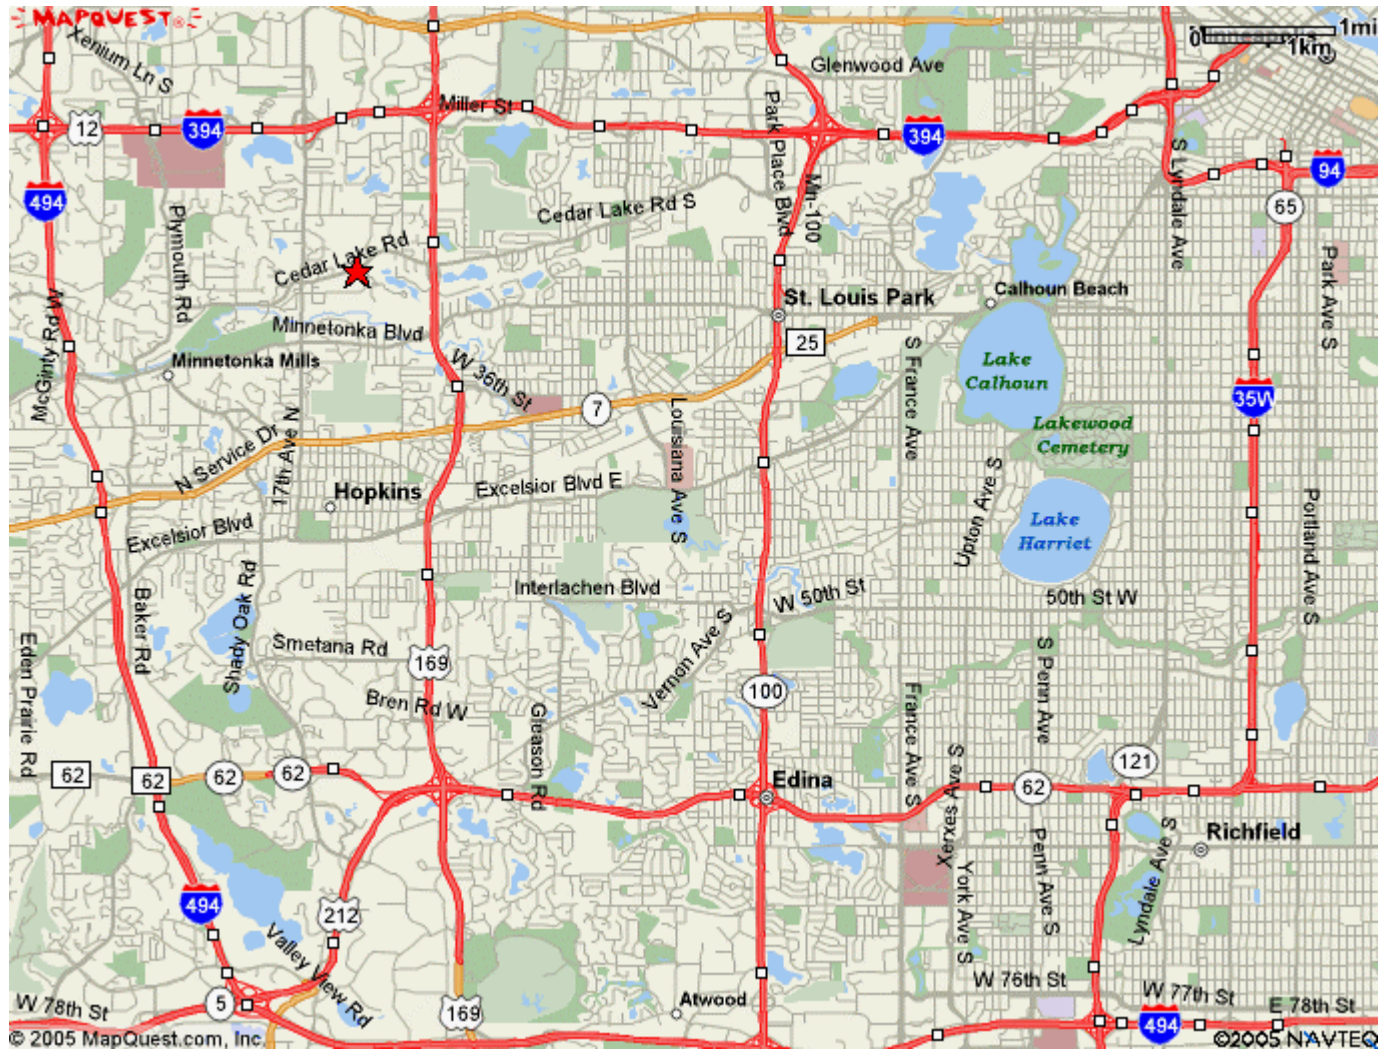 MAPQUEST®
Xenium Ln S
Glenwood Ave
Minneapolis
0
1mi
1km
12
394
Miller St
Park Place Blvd
Mn-100
394
S Lyndale Ave
94
494
65
Plymouth Rd
Cedar Lake Rd S
Cedar Lake Rd
Park Ave S
McGinty Rd W
St. Louis Park
Calhoun Beach
Minnetonka Blvd
25
Minnetonka Mills
W 36th St
S France Ave
Lake
Calhoun
35W
7
Louisiana Ave S
Lakewood
Cemetery
N Service Dr
17th Ave N
Hopkins
Excelsior Blvd E
Upton Ave S
Lake
Harriet
Portland Ave S
Excelsior Blvd
Interlachen Blvd
W 50th St
50th St W
Baker Rd
Shady Oak Rd
Eden Prairie Rd
Smetana Rd
169
Vernon Ave S
S Penn Ave
Bren Rd W
100
Gleason Rd
France Ave S
Xerxes Ave S
62
62
62
62
Edina
62
121
Richfield
Penn Ave S
York Ave S
Lyndale Ave S
494
212
Valley View Rd
W 76th St
W 77th St
E 78th St
W 78th St
5
169
Atwood
494
© 2005 MapQuest.com, Inc.
©2005 NAVTEQ